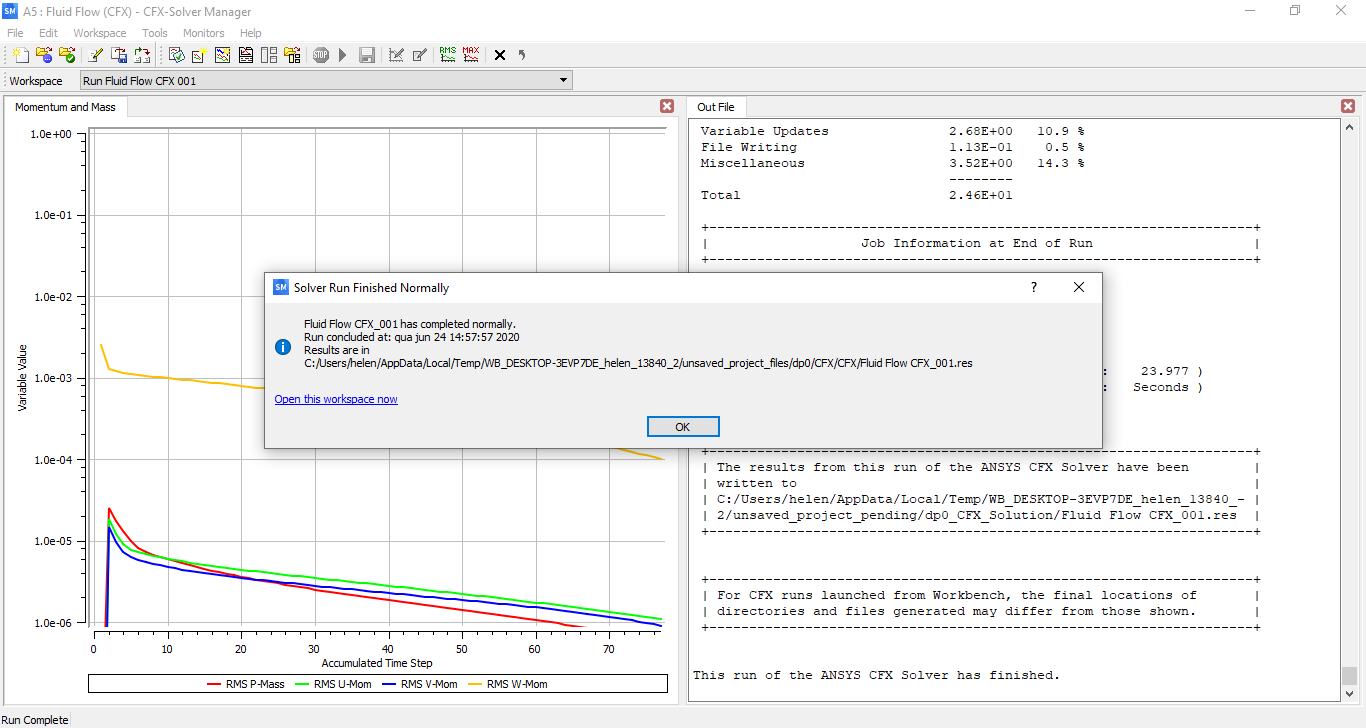 SM A5 : Fluid Flow (CFX) - CFX-Solver Manager
File Edit Workspace Tools Monitors Help
STOP RMS MAX
Workspace Run Fluid Flow CFX 001
Momentum and Mass
1.0e+00
1.0e-01
1.0e-02
1.0e-03
1.0e-04
1.0e-05
1.0e-06
Variable Value
0 10 20 30 40 50 60 70
Accumulated Time Step
RMS P-Mass RMS U-Mom RMS V-Mom RMS W-Mom
Out File
Variable Updates 2.68E+00 10.9 %
File Writing 1.13E-01 0.5 %
Miscellaneous 3.52E+00 14.3 %
--------
Total 2.46E+01
Job Information at End of Run
: 23.977 )
: Seconds )
The results from this run of the ANSYS CFX Solver have been
written to
C:/Users/helen/AppData/Local/Temp/WB_DESKTOP-3EVP7DE_helen_13840_-
2/unsaved_project_pending/dp0_CFX_Solution/Fluid Flow CFX_001.res
For CFX runs launched from Workbench, the final locations of
directories and files generated may differ from those shown.
This run of the ANSYS CFX Solver has finished.
SM Solver Run Finished Normally ?
Fluid Flow CFX_001 has completed normally.
Run concluded at: qua jun 24 14:57:57 2020
Results are in
C:/Users/helen/AppData/Local/Temp/WB_DESKTOP-3EVP7DE_helen_13840_2/unsaved_project_files/dp0/CFX/CFX/Fluid Flow CFX_001.res
Open this workspace now
OK
Run Complete